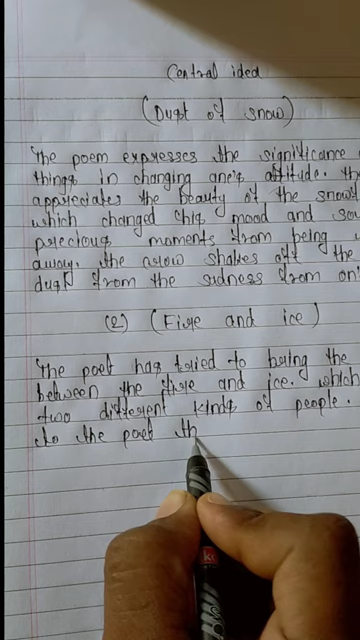 Central idea
(Dust of snow)
The poem expresses the significance
things in changing one's attitude. the
appreciates the beauty of the snow
which changed his mood and
precious moments from being
away. the crow shakes off the
dust from the sadness from
(2) (Fire and ice)
The poet has tried to bring the
between the fire and ice. which
two different kinds of people.
to the poet th